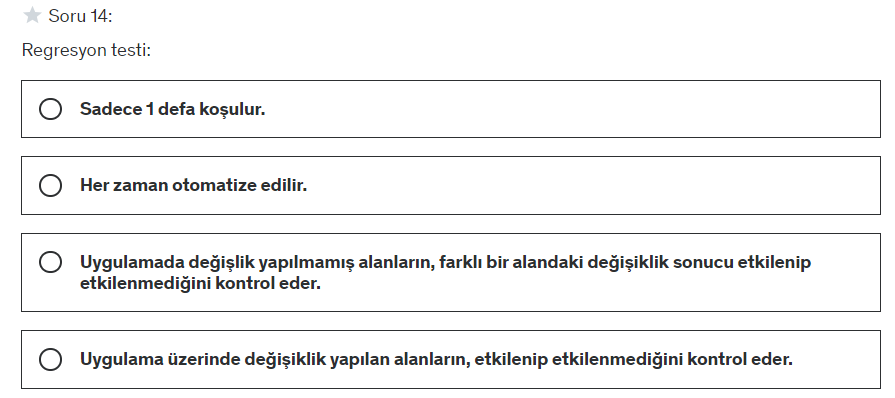 Soru 14:
Regresyon testi:
Sadece 1 defa koşulur.
Her zaman otomatize edilir.
Uygulamada değişlik yapılmamış alanların, farklı bir alandaki değişiklik sonucu etkilenip
etkilenmediğini kontrol eder.
Uygulama üzerinde değişiklik yapılan alanların, etkilenip etkilenmediğini kontrol eder.